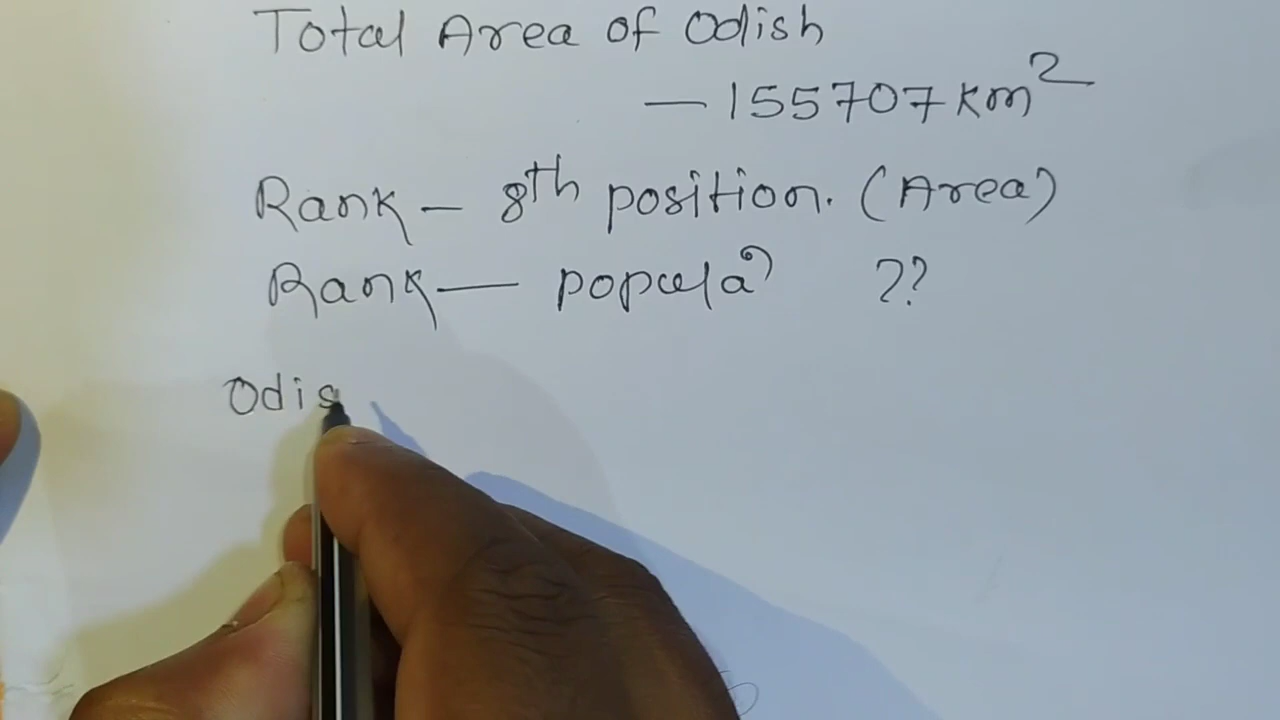 Total Area of Odish
— 155707 km²
Rank — 8th position. (Area)
Rank — popula ??
Odis